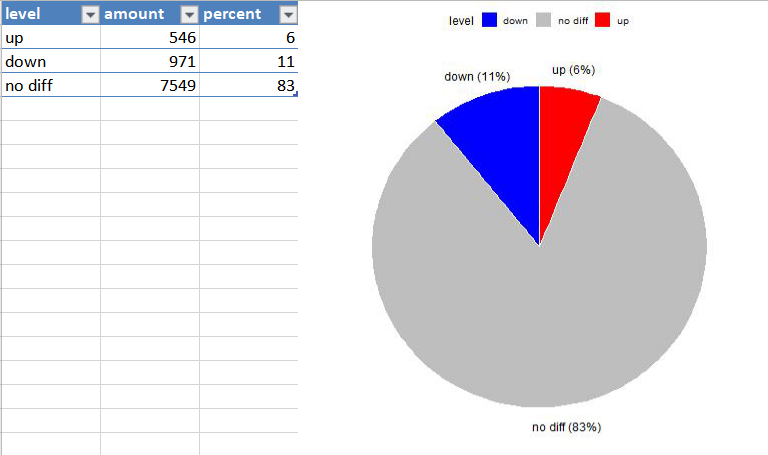 level amount percent
up 546 6
down 971 11
no diff 7549 83
level down no diff up
down (11%) up (6%)
no diff (83%)